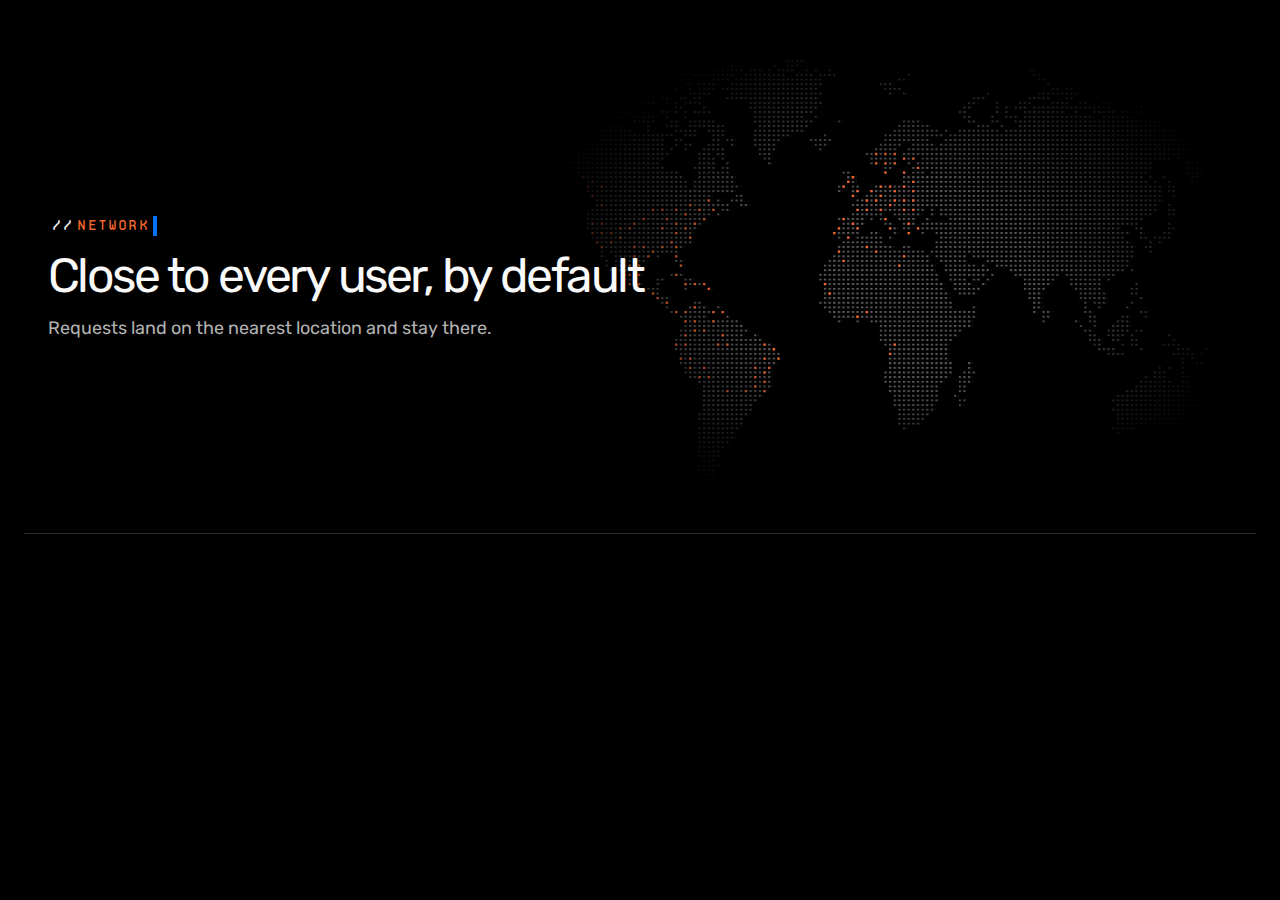 // NETWORK
Close to every user, by default
Requests land on the nearest location and stay there.